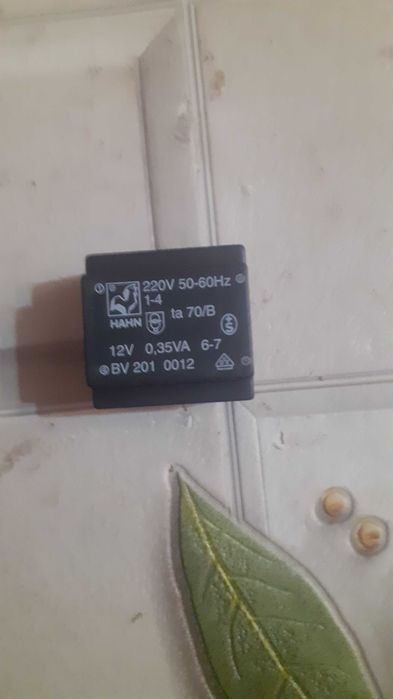 220V 50-60Hz
1-4
HAHN
ta 70/B
12V 0,35VA 6-7
BV 201 0012